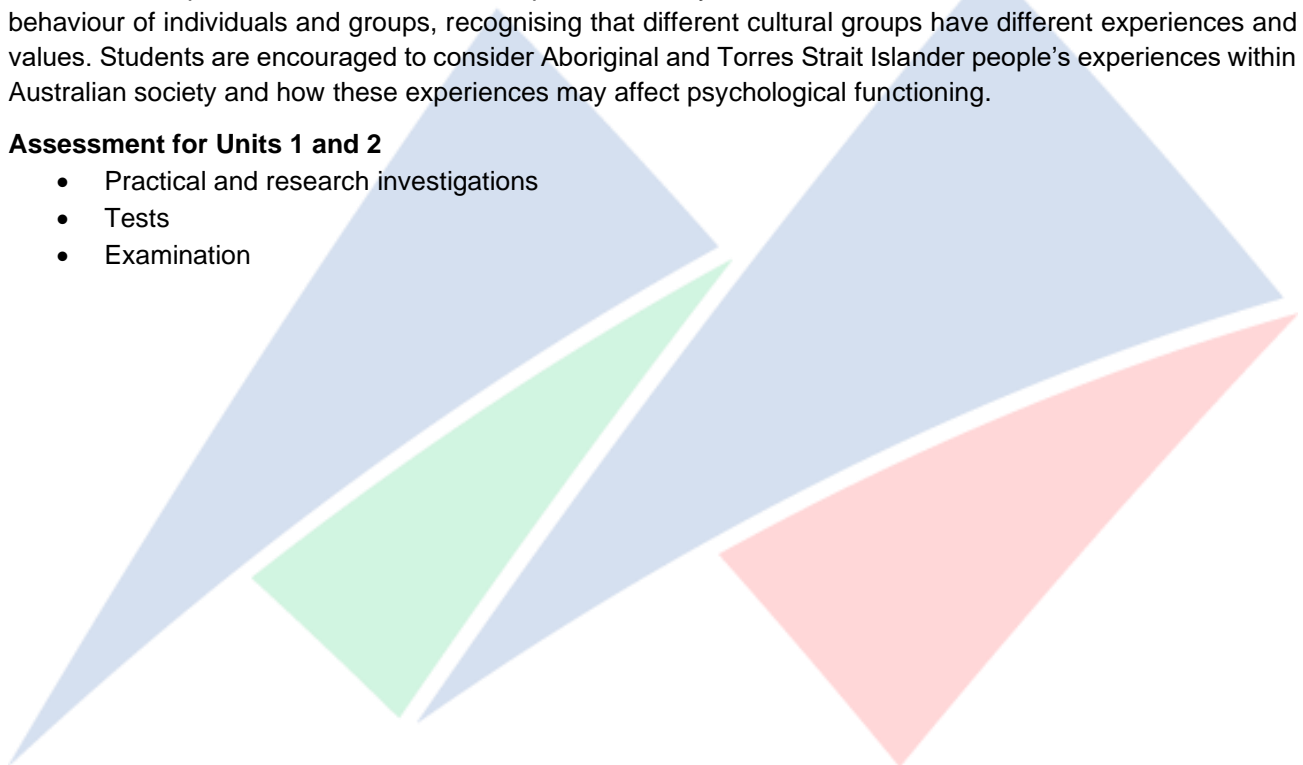 behaviour of individuals and groups, recognising that different cultural groups have different experiences and
values. Students are encouraged to consider Aboriginal and Torres Strait Islander people’s experiences within
Australian society and how these experiences may affect psychological functioning.
Assessment for Units 1 and 2
• Practical and research investigations
• Tests
• Examination